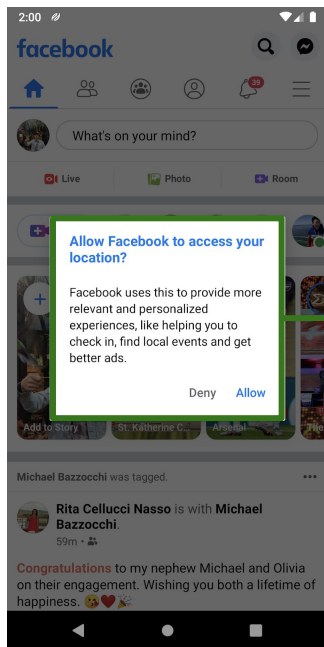 2:00
facebook
39
What's on your mind?
Live
Photo
Room
Allow Facebook to access your
location?
Facebook uses this to provide more
relevant and personalized
experiences, like helping you to
check in, find local events and get
better ads.
Deny
Allow
Add to Story
St. Katherine C...
Arsenal
The
Michael Bazzocchi was tagged.
Rita Cellucci Nasso is with Michael
Bazzocchi.
59m
Congratulations to my nephew Michael and Olivia
on their engagement. Wishing you both a lifetime of
happiness. 😘❤️🎉